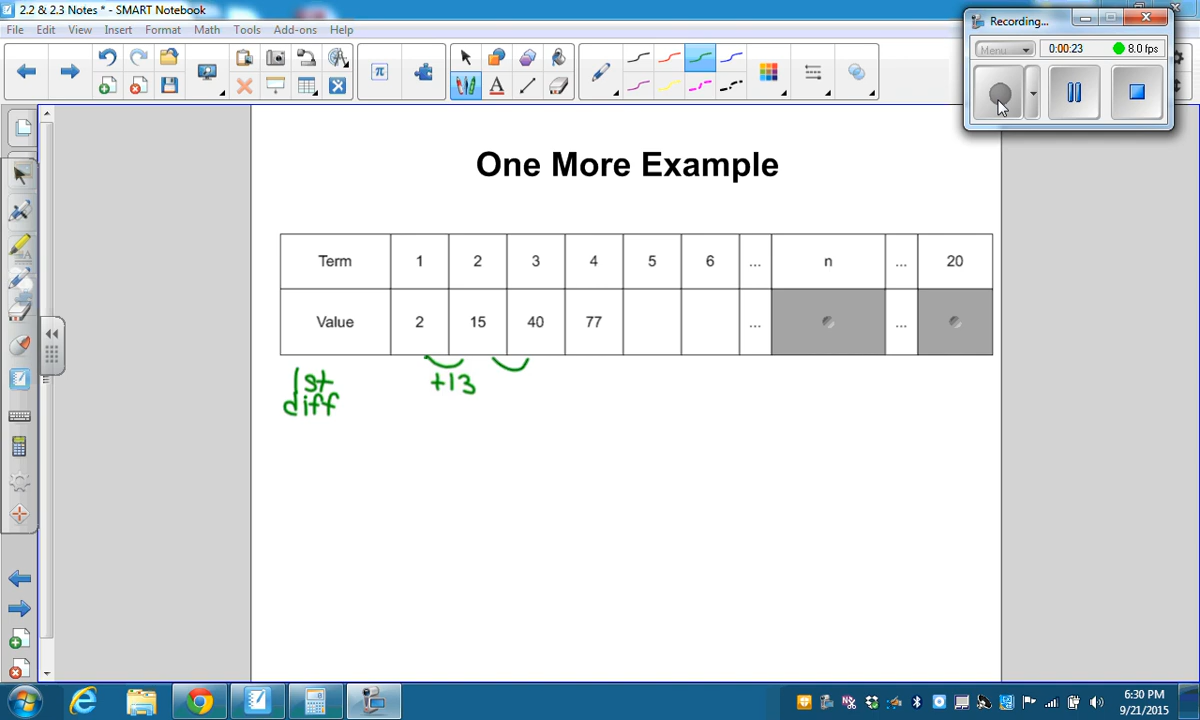 2.2 & 2.3 Notes * - SMART Notebook
File Edit View Insert Format Math Tools Add-ons Help
Recording...
Menu 0:00:23 8.0 fps
One More Example
Term 1 2 3 4 5 6 ... n ... 20
Value 2 15 40 77 ... ...
1st
diff
+13
6:30 PM
9/21/2015